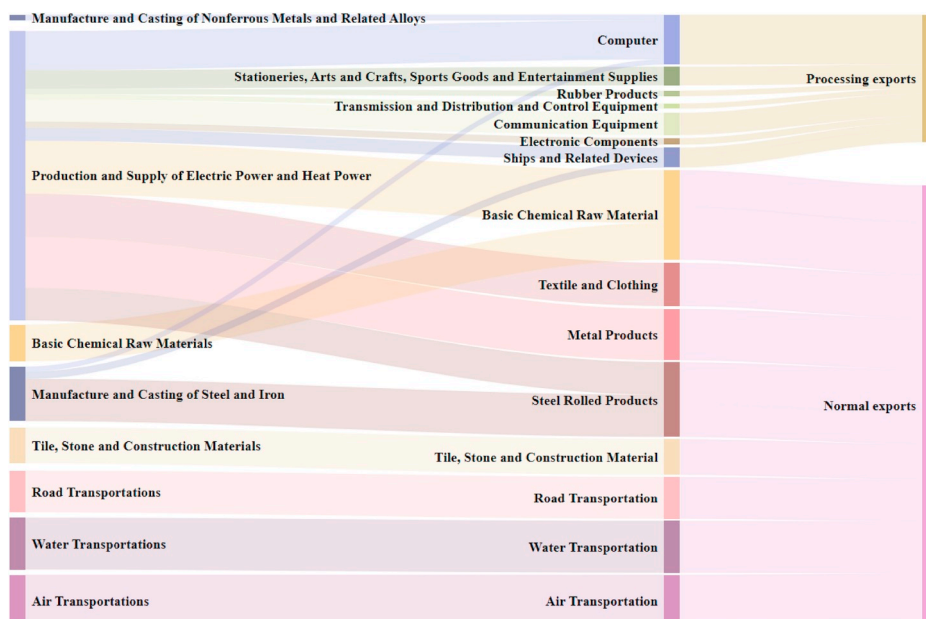 Manufacture and Casting of Nonferrous Metals and Related Alloys
Computer
Stationeries, Arts and Crafts, Sports Goods and Entertainment Supplies
Processing exports
Rubber Products
Transmission and Distribution and Control Equipment
Communication Equipment
Electronic Components
Ships and Related Devices
Production and Supply of Electric Power and Heat Power
Basic Chemical Raw Material
Textile and Clothing
Metal Products
Basic Chemical Raw Materials
Manufacture and Casting of Steel and Iron
Steel Rolled Products
Normal exports
Tile, Stone and Construction Materials
Tile, Stone and Construction Material
Road Transportations
Road Transportation
Water Transportations
Water Transportation
Air Transportations
Air Transportation